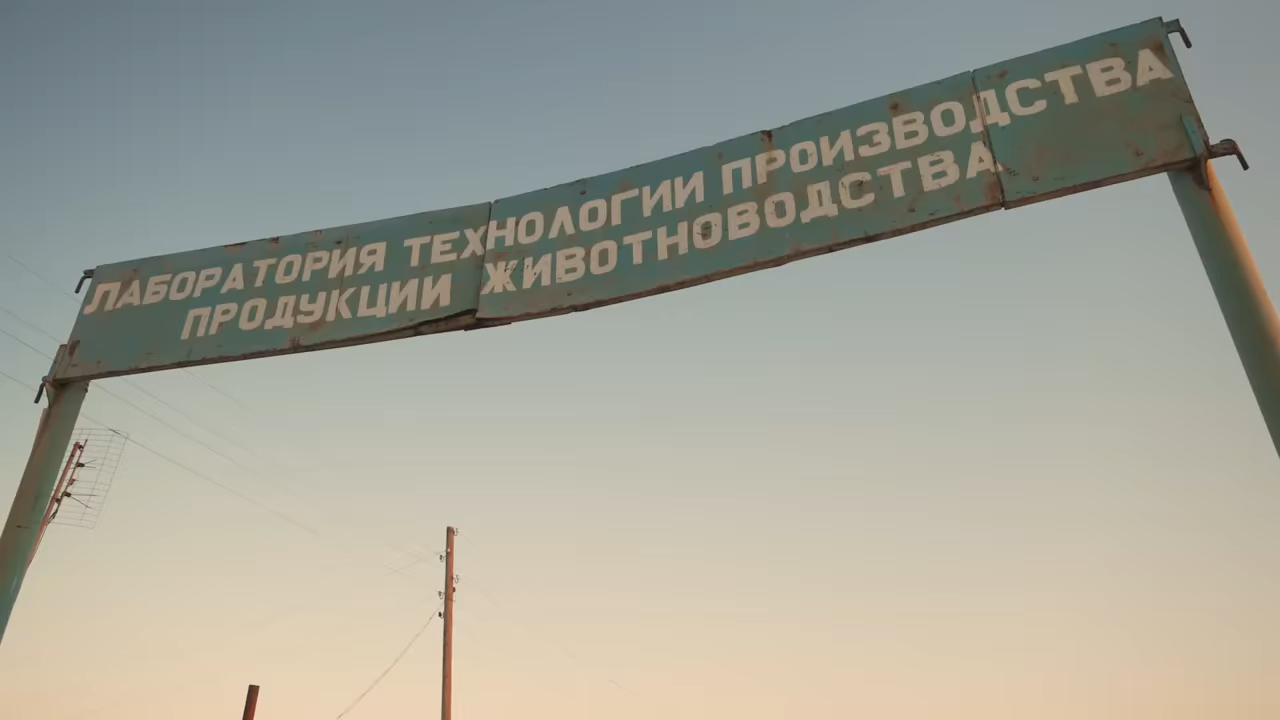 ЛАБОРАТОРИЯ ТЕХНОЛОГИИ ПРОИЗВОДСТВА
ПРОДУКЦИИ ЖИВОТНОВОДСТВА